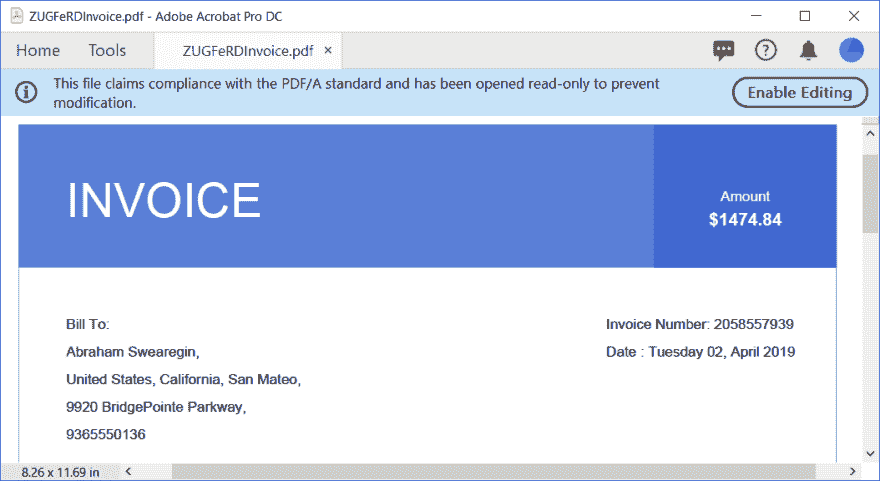 ZUGFeRDInvoice.pdf - Adobe Acrobat Pro DC
Home Tools ZUGFeRDInvoice.pdf ×
This file claims compliance with the PDF/A standard and has been opened read-only to prevent
modification.
Enable Editing
INVOICE
Amount
$1474.84
Bill To:
Abraham Swearegin,
United States, California, San Mateo,
9920 BridgePointe Parkway,
9365550136
Invoice Number: 2058557939
Date : Tuesday 02, April 2019
8.26 x 11.69 in